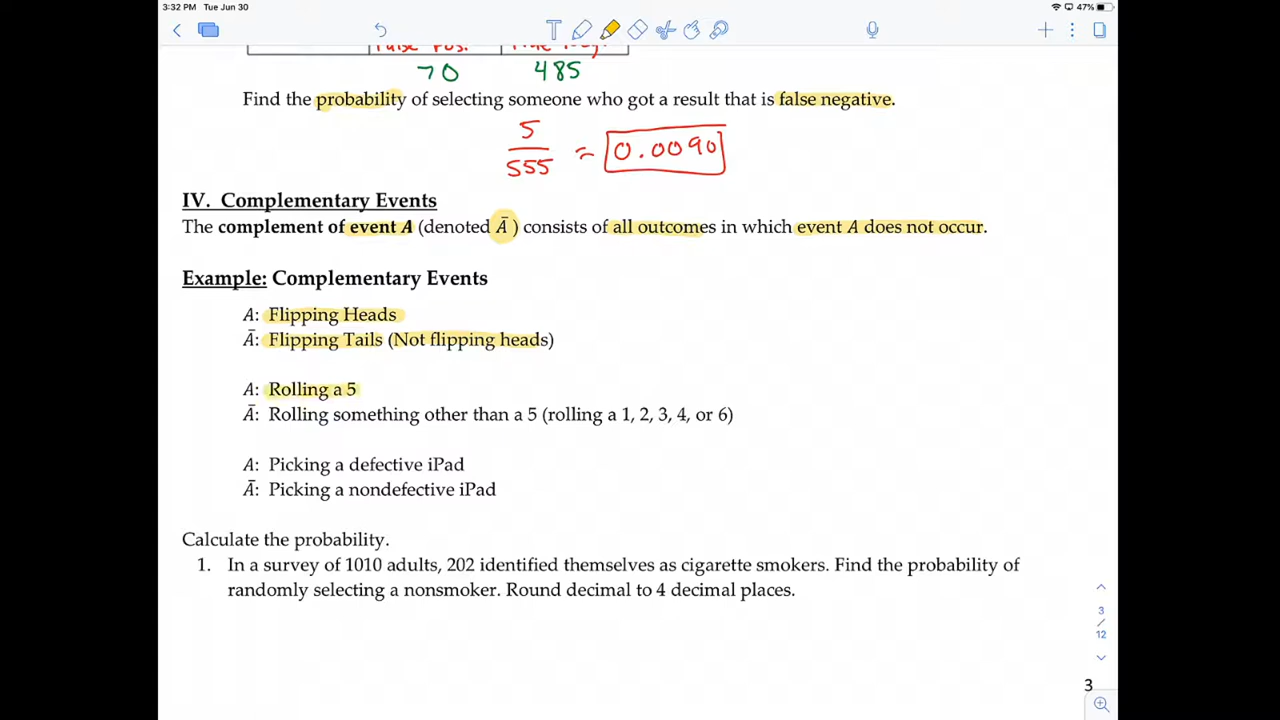 3:32 PM Tue Jun 30
47%
False Pos.
70 485
Find the probability of selecting someone who got a result that is false negative.
5
555
= 0.0090
IV. Complementary Events
The complement of event A (denoted Ā ) consists of all outcomes in which event A does not occur.
Example: Complementary Events
A: Flipping Heads
Ā: Flipping Tails (Not flipping heads)
A: Rolling a 5
Ā: Rolling something other than a 5 (rolling a 1, 2, 3, 4, or 6)
A: Picking a defective iPad
Ā: Picking a nondefective iPad
Calculate the probability.
1. In a survey of 1010 adults, 202 identified themselves as cigarette smokers. Find the probability of
randomly selecting a nonsmoker. Round decimal to 4 decimal places.
3
/
12
3